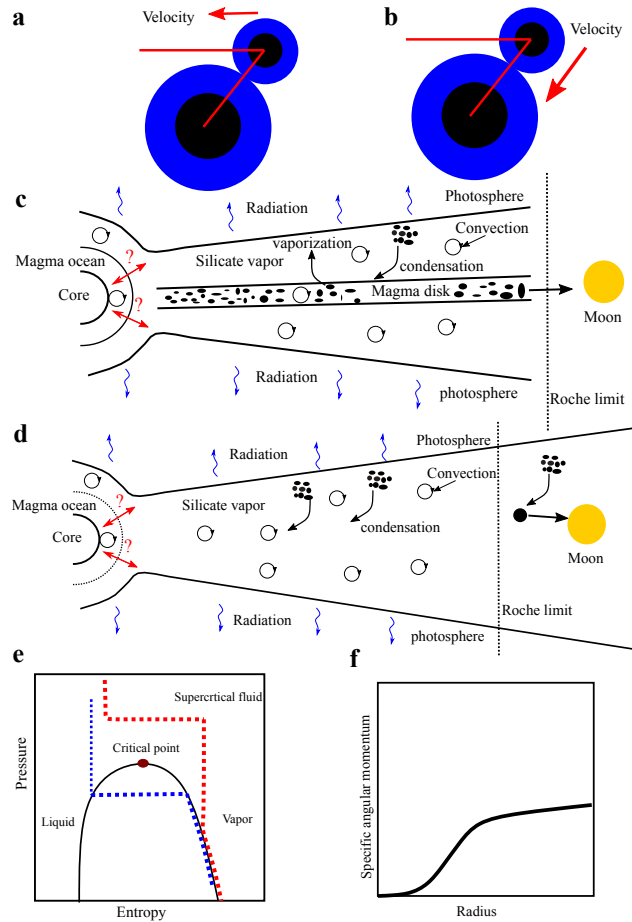 a
Velocity
b
Velocity
c
Radiation
Photosphere
Magma ocean
Silicate vapor
vaporization
Convection
condensation
Core
Magma disk
?
?
Moon
Radiation
photosphere
Roche limit
d
Radiation
Photosphere
Magma ocean
Silicate vapor
Convection
condensation
Core
?
?
Moon
Radiation
photosphere
Roche limit
e
Supercrtical fluid
Critical point
Pressure
Liquid
Vapor
Entropy
f
Specific angular momentum
Radius